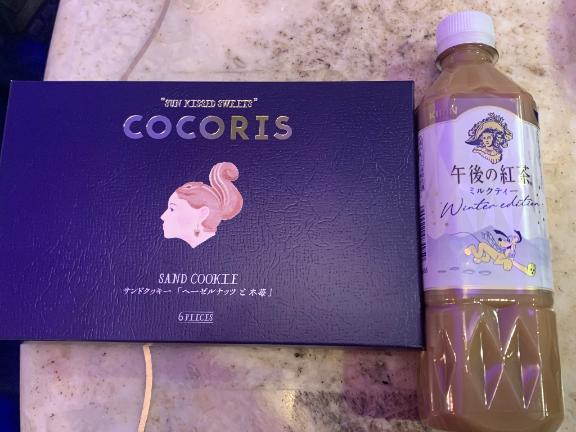 "SUN KISSED SWEETS"
COCORIS
SAND COOKIE
サンドクッキー「ヘーゼルナッツと木苺」
6 PIECES
KIRIN
午後の紅茶
ミルクティー
Winter edition